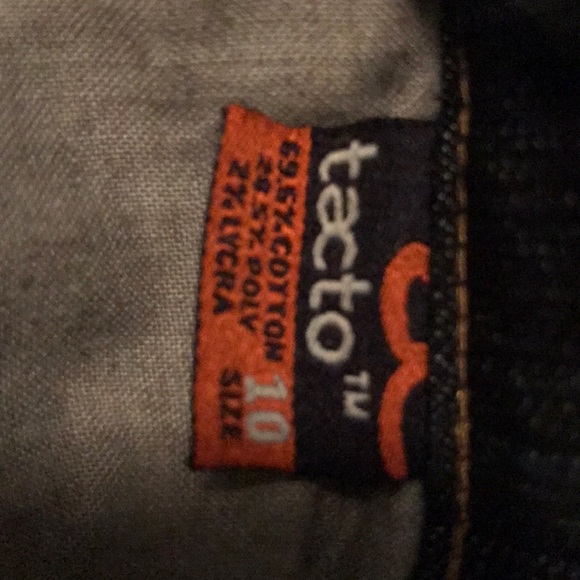 tacto™
69.5% COTTON
28.5% POLY
2% LYCRA
10
SIZE